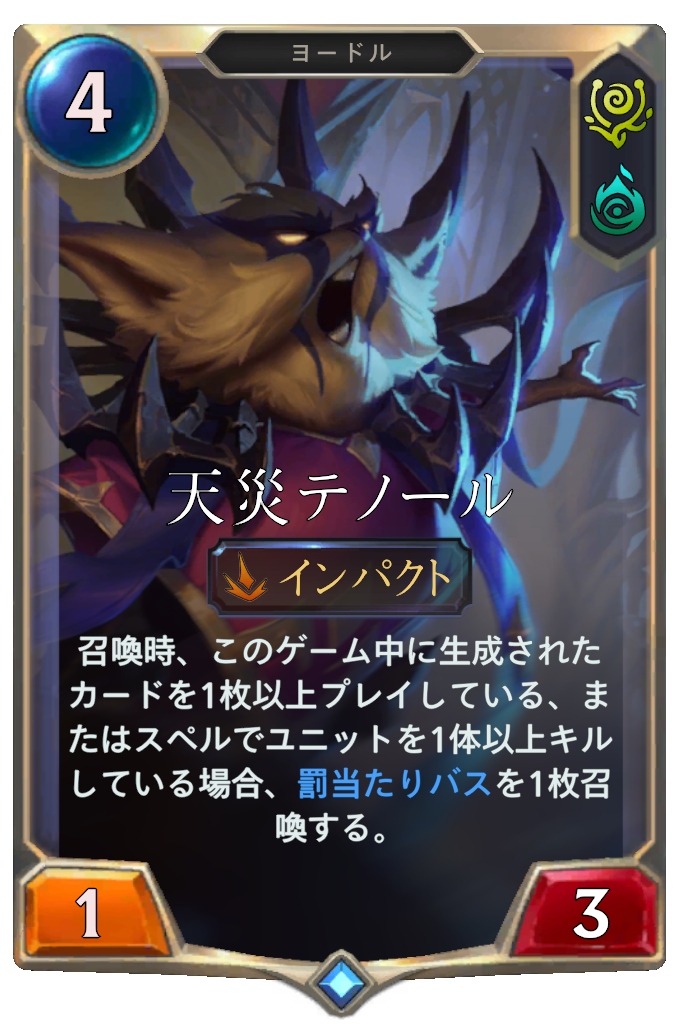 ヨードル
4
天災テノール
インパクト
召喚時、このゲーム中に生成された
カードを1枚以上プレイしている、ま
たはスペルでユニットを1体以上キル
している場合、罰当たりバスを1枚召
喚する。
1
3